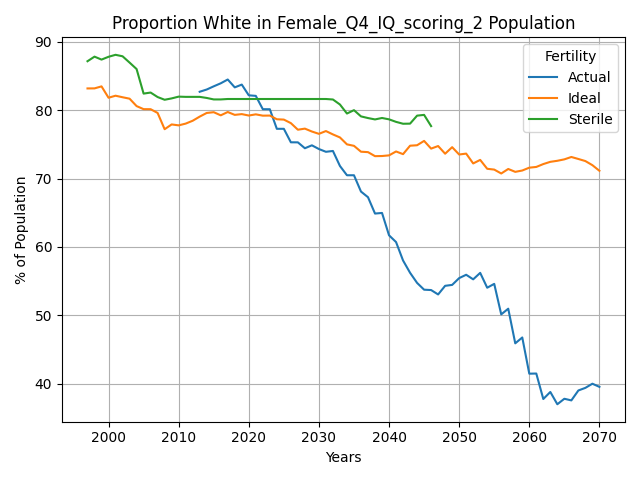 Proportion White in Female_Q4_IQ_scoring_2 Population
% of Population
90
80
70
60
50
40
Fertility
Actual
Ideal
Sterile
2000 2010 2020 2030 2040 2050 2060 2070
Years